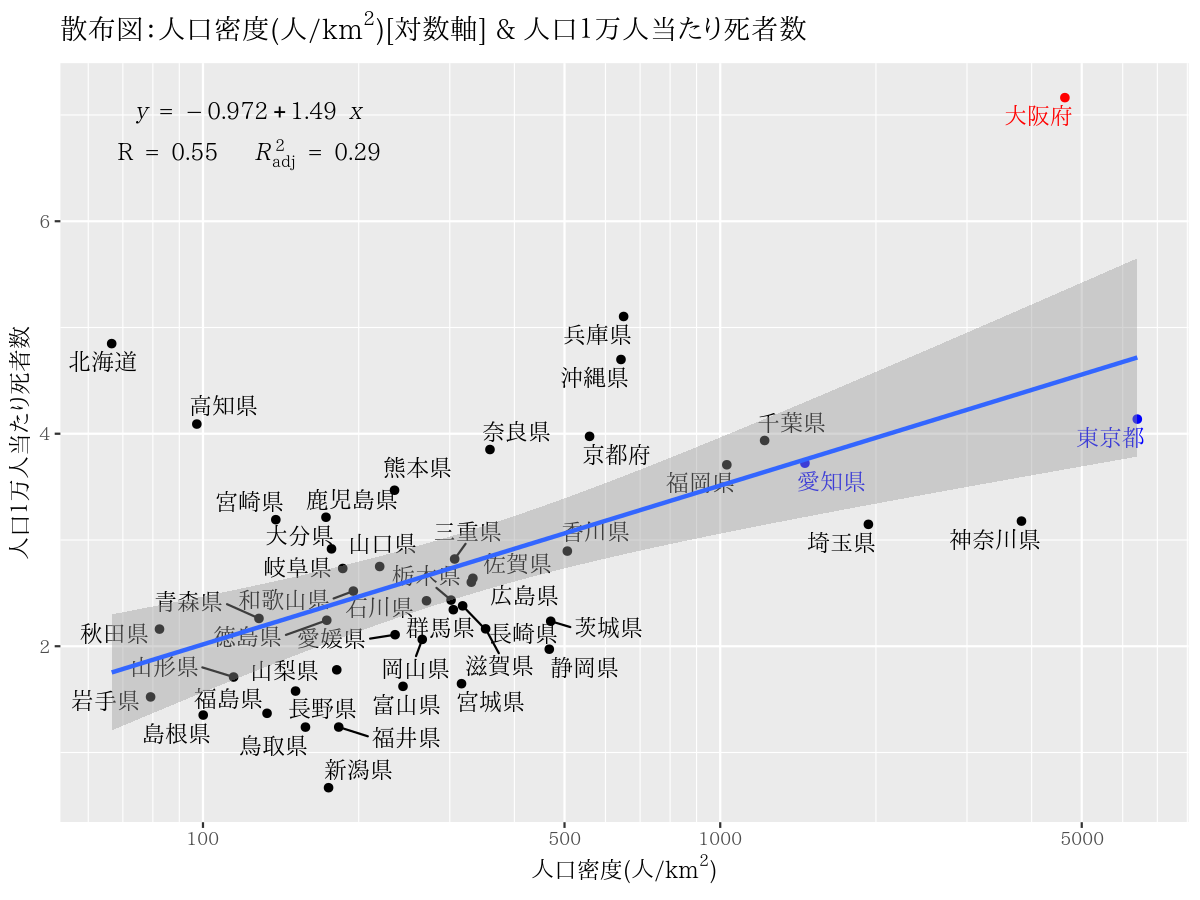 散布図：人口密度(人/km²)[対数軸] & 人口1万人当たり死者数
y = −0.972 + 1.49 x
R = 0.55 R²adj = 0.29
大阪府
6
兵庫県
北海道
沖縄県
高知県
千葉県
奈良県
4
東京都
京都府
熊本県
福岡県
愛知県
宮崎県
鹿児島県
大分県
三重県
香川県
埼玉県
神奈川県
山口県
岐阜県
栃木県
佐賀県
青森県
和歌山県
石川県
広島県
秋田県
徳島県
愛媛県
群馬県
長崎県
茨城県
2
山形県
山梨県
岡山県
滋賀県
静岡県
岩手県
福島県
長野県
富山県
宮城県
島根県
鳥取県
福井県
新潟県
人口1万人当たり死者数
100
500
1000
5000
人口密度(人/km²)